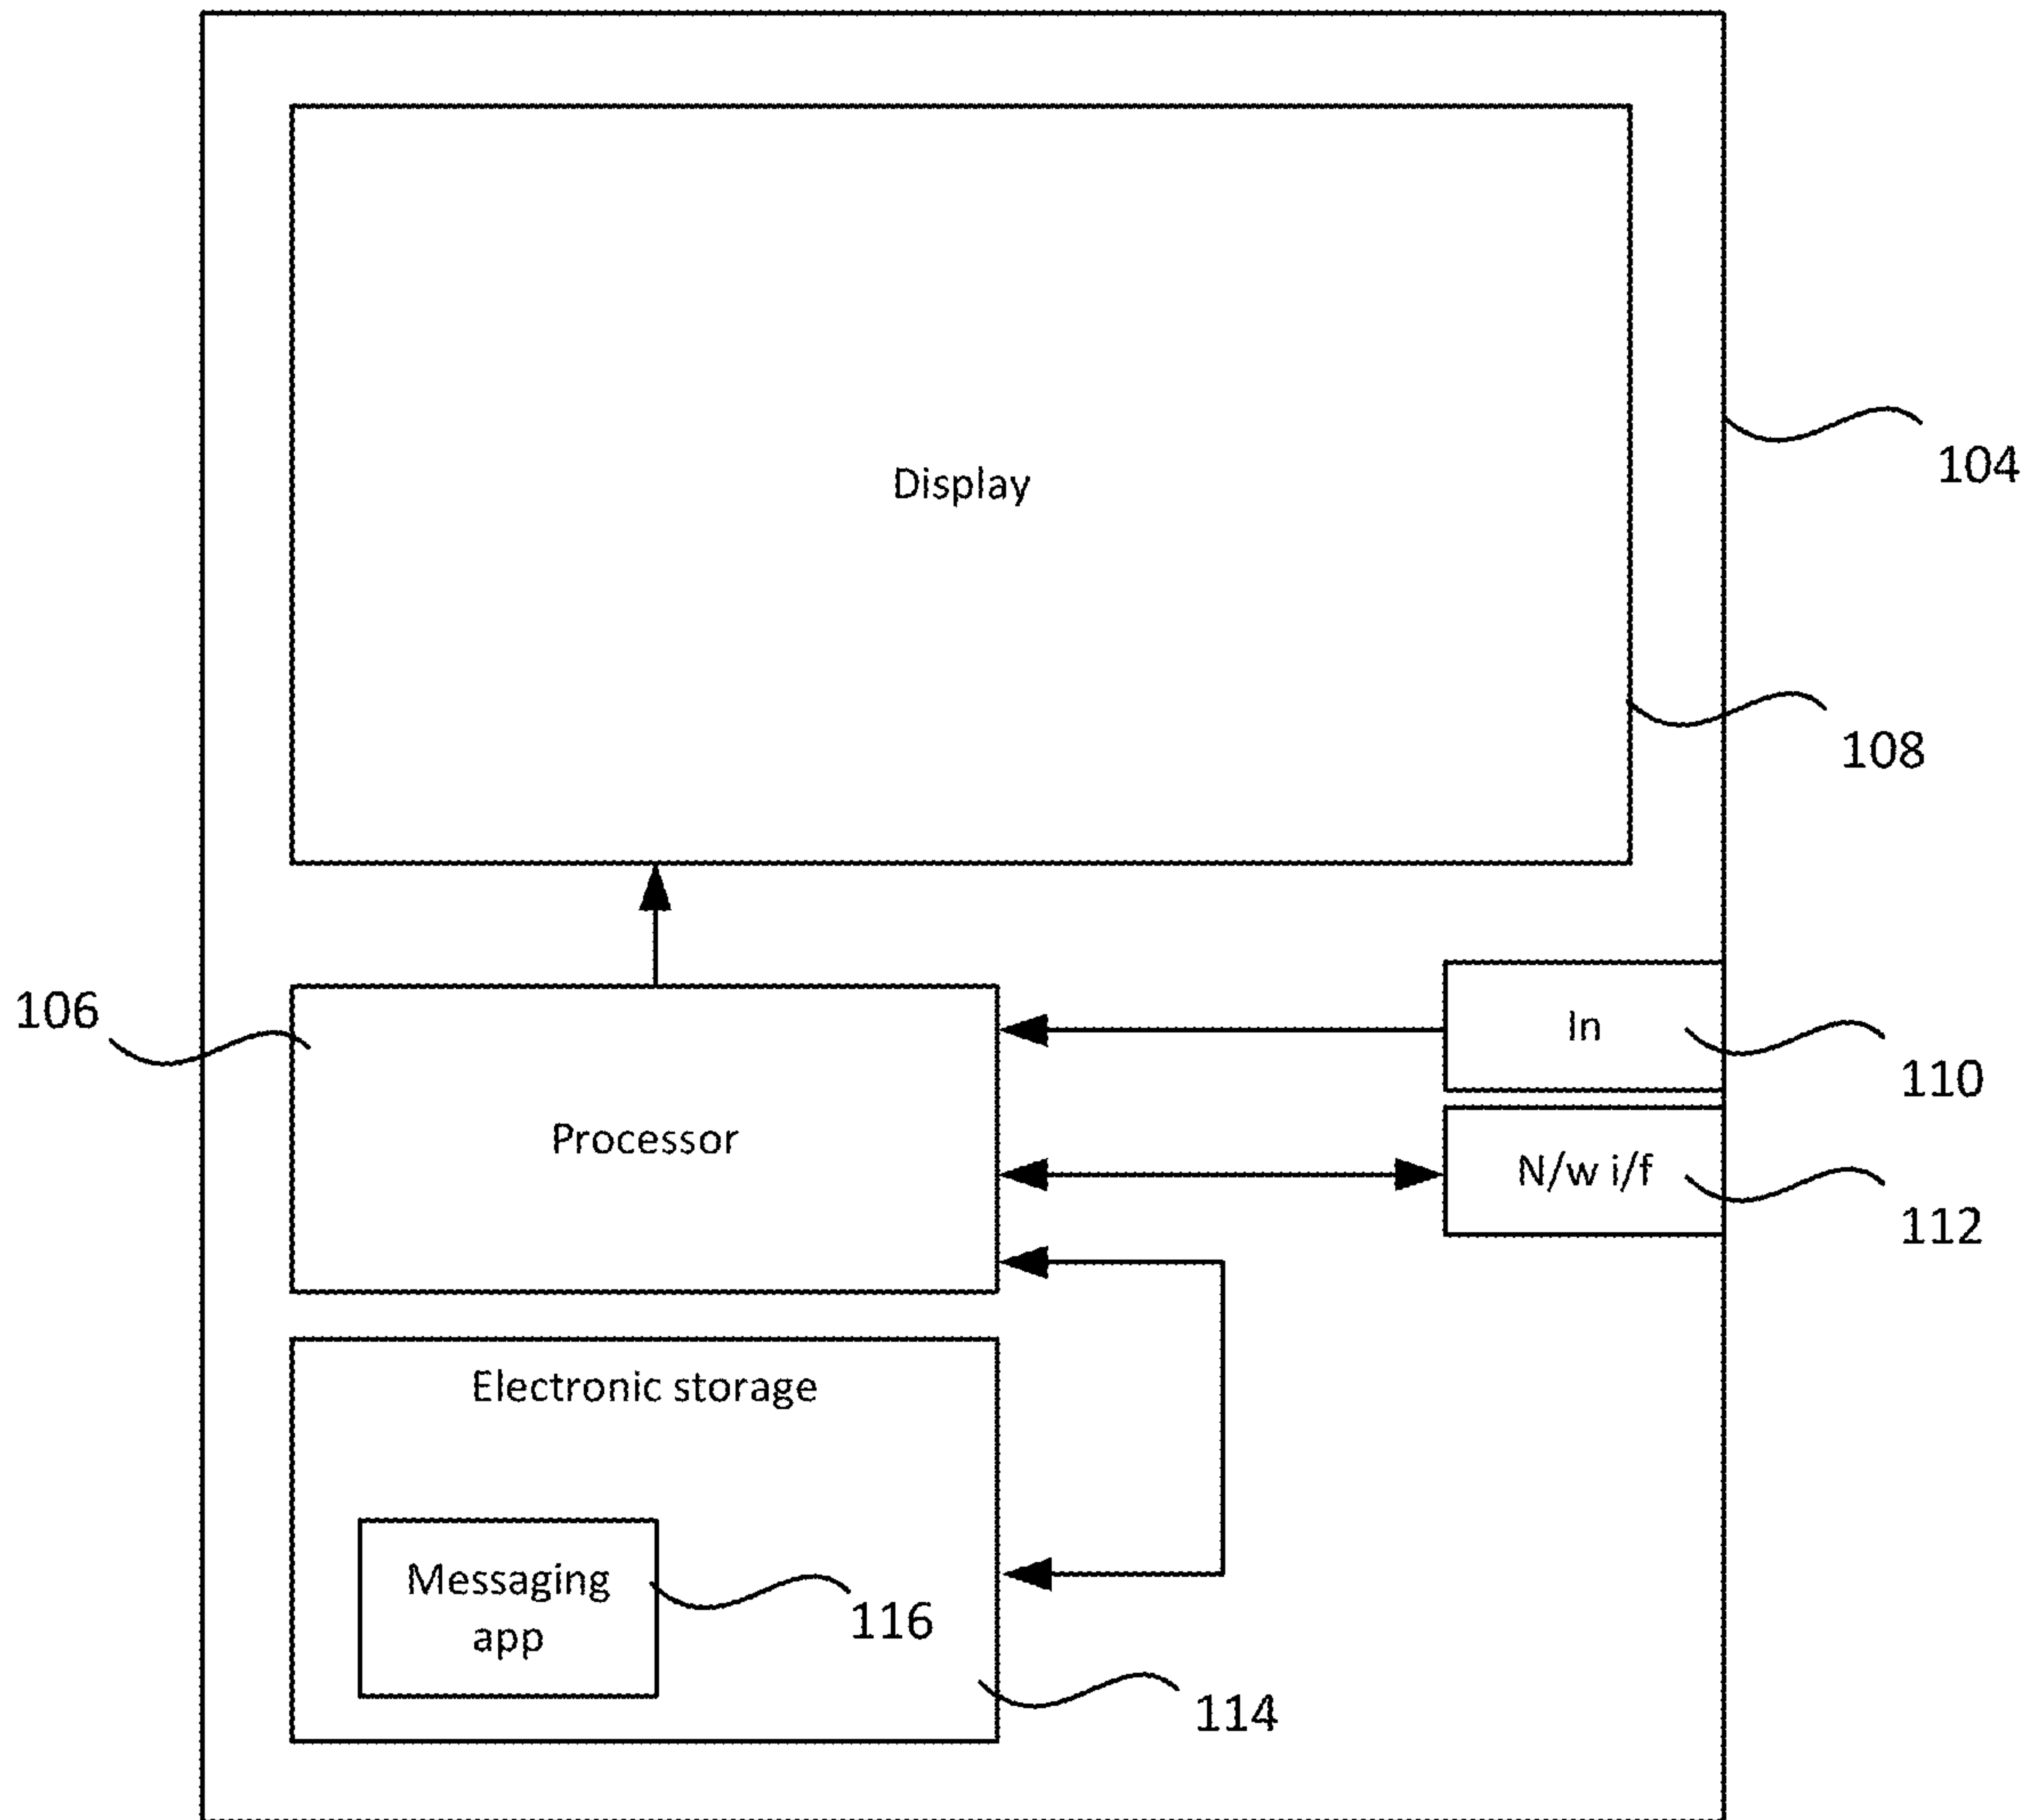 Display
104
108
106
In
110
Processor
N/w i/f
112
Electronic storage
Messaging
app
116
114